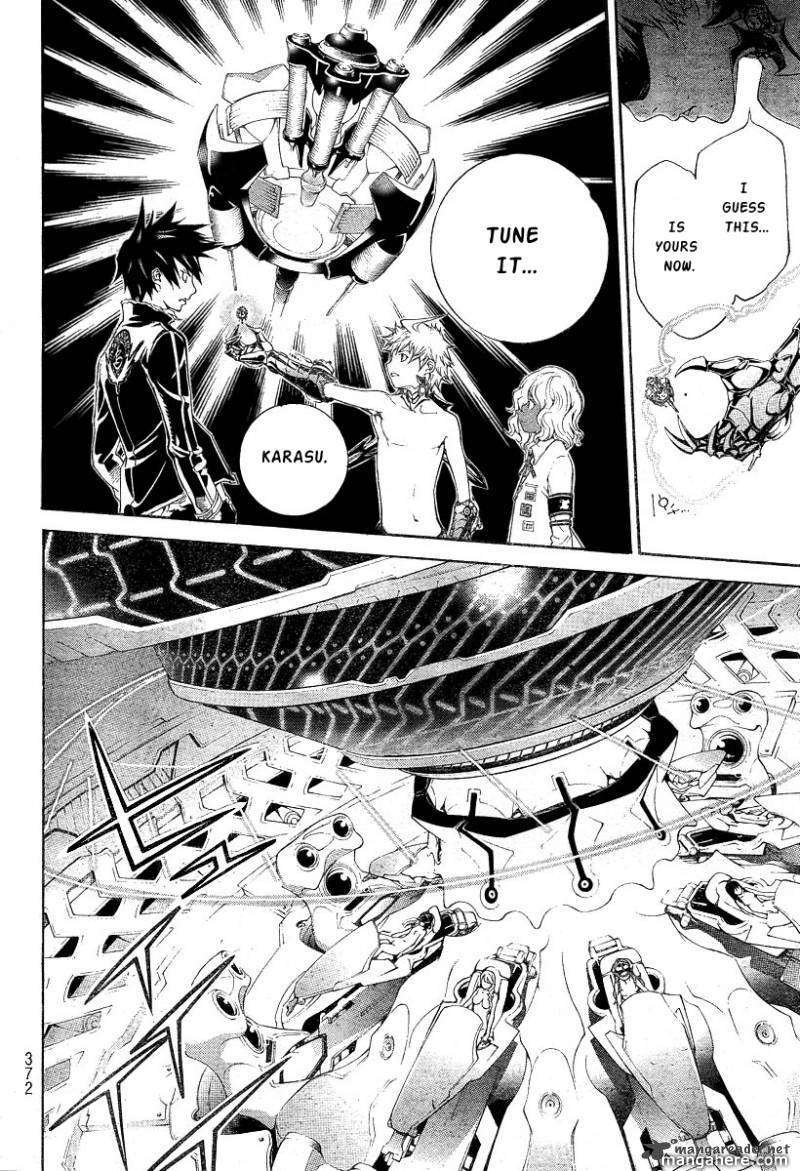 I
GUESS
THIS...
IS
YOURS
NOW.
TUNE
IT...
KARASU.
372
mangareader.net
mangahere.com